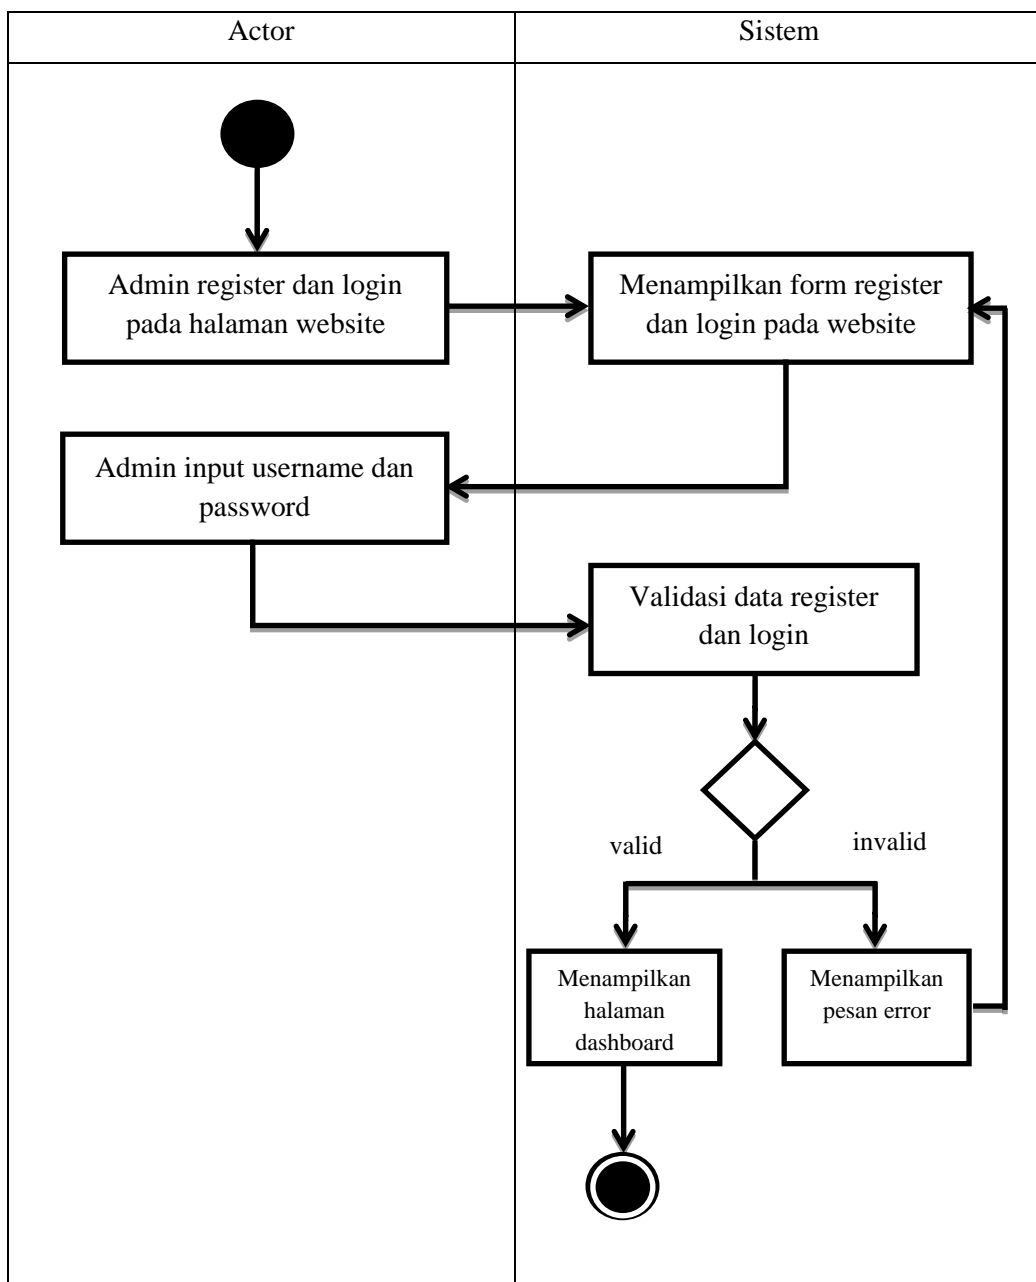 Actor
Sistem
Admin register dan login
pada halaman website
Menampilkan form register
dan login pada website
Admin input username dan
password
Validasi data register
dan login
valid
invalid
Menampilkan
halaman
dashboard
Menampilkan
pesan error